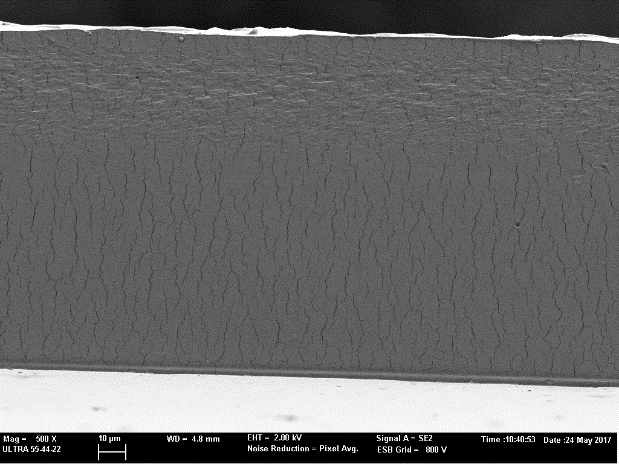 Mag = 500 X 10 µm WD = 4.8 mm EHT = 2.00 kV Signal A = SE2 Time :10:40:53 Date :24 May 2017
ULTRA 55-44-22 Noise Reduction = Pixel Avg. ESB Grid = 800 V